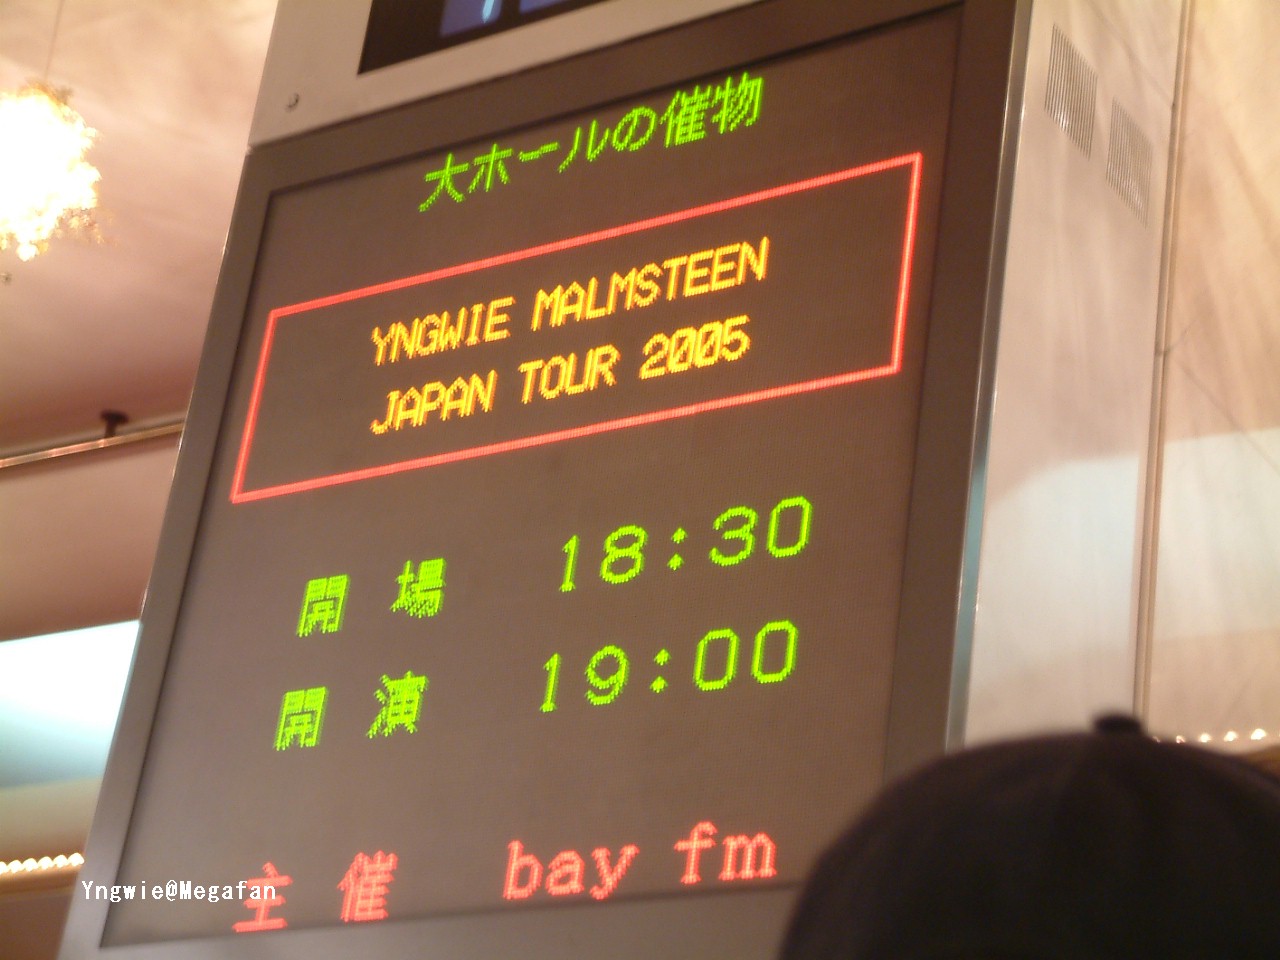 大ホールの催物
YNGWIE MALMSTEEN
JAPAN TOUR 2005
開場 18:30
開演 19:00
主催 bay fm
Yngwie@Megafan